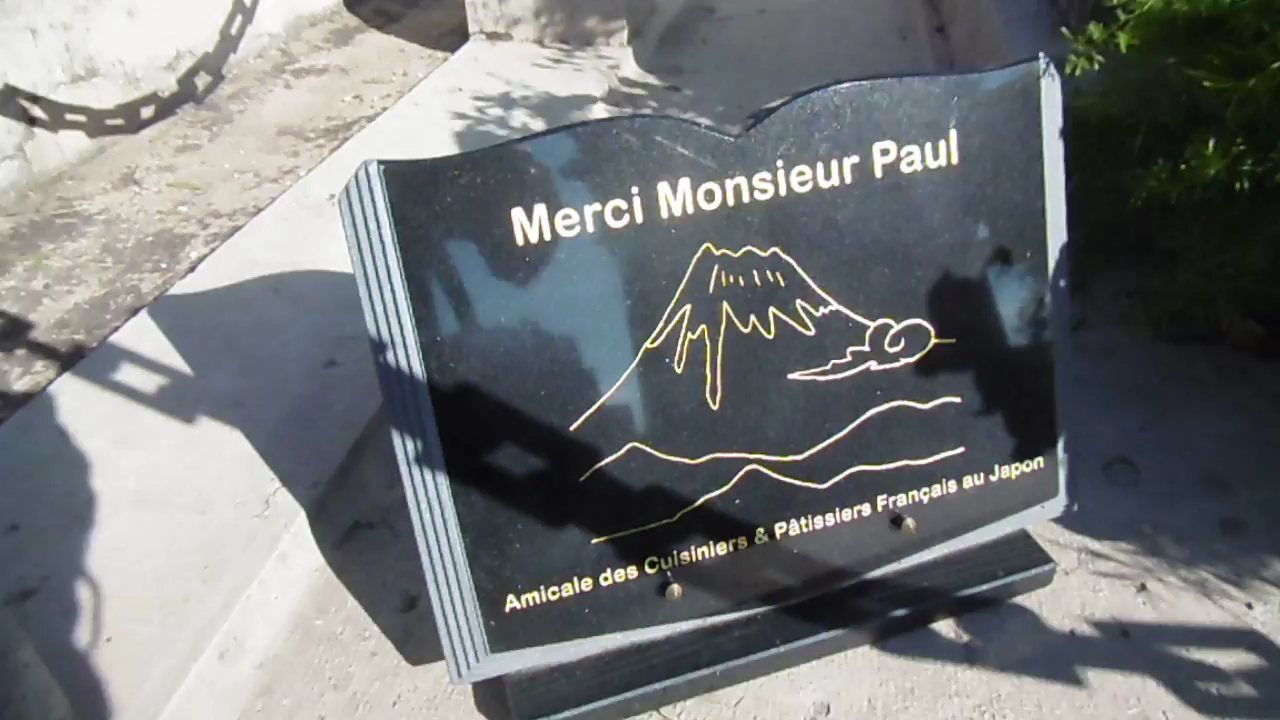 Merci Monsieur Paul
Amicale des Cuisiniers & Pâtissiers Français au Japon